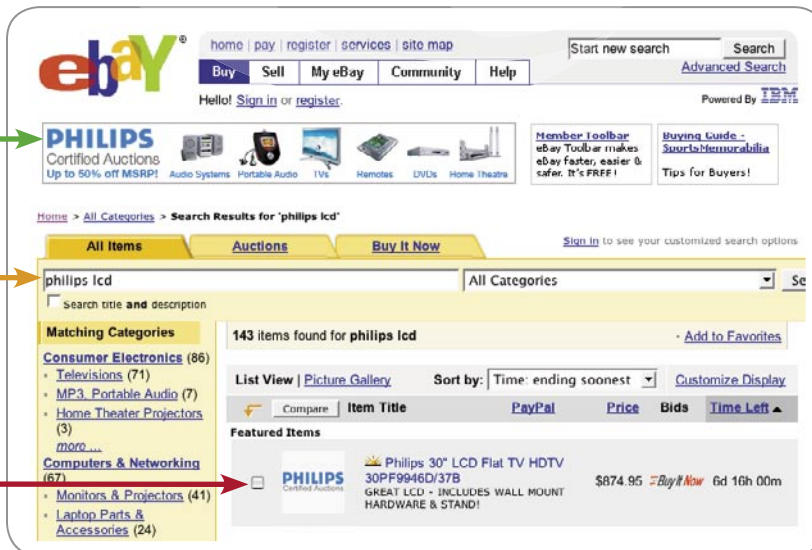 ebay®
home | pay | register | services | site map
Start new search Search
Buy Sell My eBay Community Help
Advanced Search
Hello! Sign in or register.
Powered By IBM
PHILIPS
Certified Auctions
Up to 50% off MSRP!
Audio Systems Portable Audio TVs Remotes DVDs Home Theatre
Member Toolbar
eBay Toolbar makes
eBay faster, easier &
safer. It's FREE!
Buying Guide -
SportsMemorabilia
Tips for Buyers!
Home > All Categories > Search Results for 'philips lcd'
All Items Auctions Buy It Now
Sign in to see your customized search options
philips lcd All Categories Se
Search title and description
Matching Categories
Consumer Electronics (86)
Televisions (71)
MP3, Portable Audio (7)
Home Theater Projectors
(3)
more ...
Computers & Networking
(67)
Monitors & Projectors (41)
Laptop Parts &
Accessories (24)
143 items found for philips lcd
· Add to Favorites
List View | Picture Gallery Sort by: Time: ending soonest Customize Display
Compare Item Title PayPal Price Bids Time Left
Featured Items
PHILIPS
Certified Auctions
Philips 30" LCD Flat TV HDTV
30PF9946D/37B
GREAT LCD - INCLUDES WALL MOUNT
HARDWARE & STAND!
$874.95 Buy It Now 6d 16h 00m